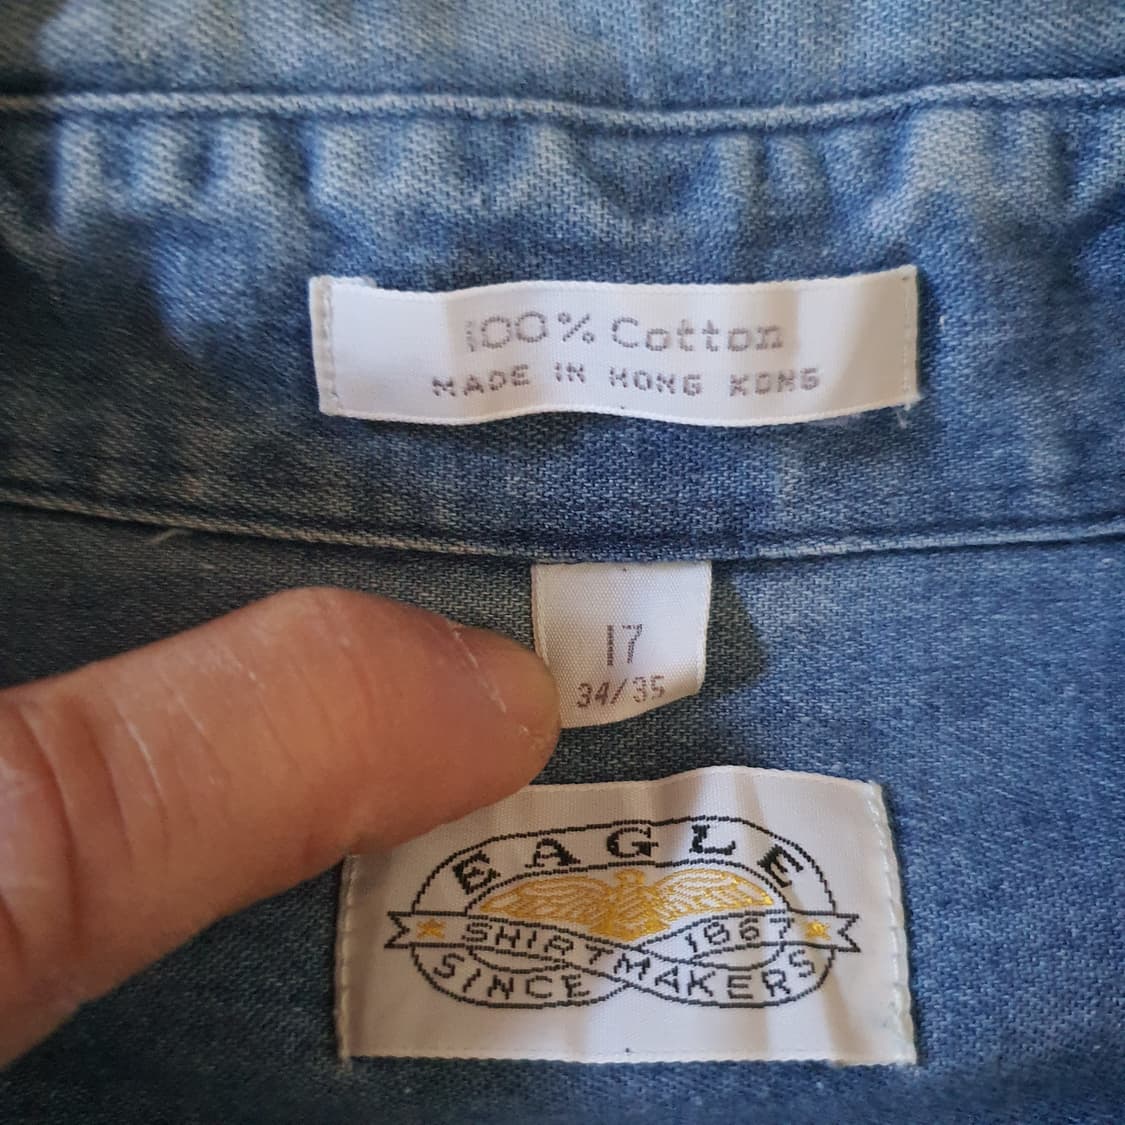 100% Cotton
MADE IN HONG KONG
17
34/35
EAGLE
SHIRTMAKERS
SINCE 1867